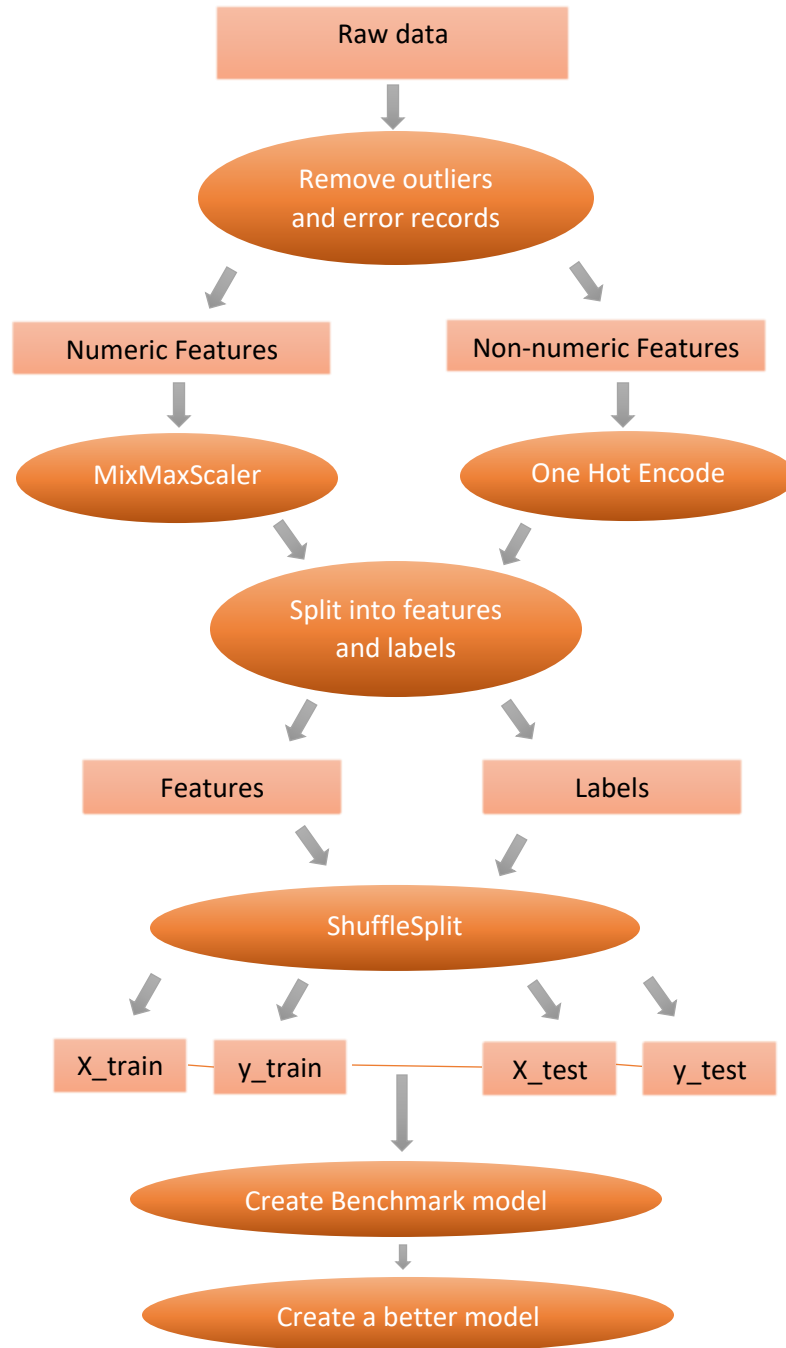 Raw data
Remove outliers
and error records
Numeric Features
Non-numeric Features
MixMaxScaler
One Hot Encode
Split into features
and labels
Features
Labels
ShuffleSplit
X_train
y_train
X_test
y_test
Create Benchmark model
Create a better model